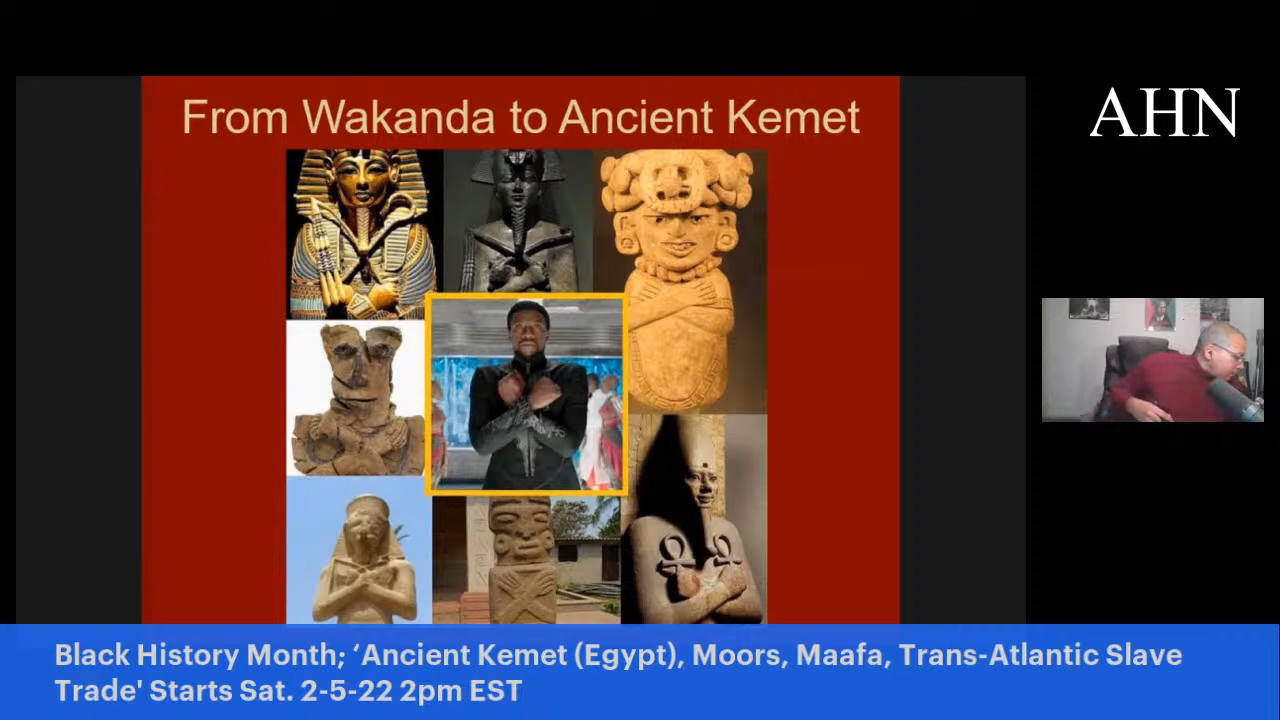 From Wakanda to Ancient Kemet
AHN
Black History Month; ‘Ancient Kemet (Egypt), Moors, Maafa, Trans-Atlantic Slave
Trade' Starts Sat. 2-5-22 2pm EST